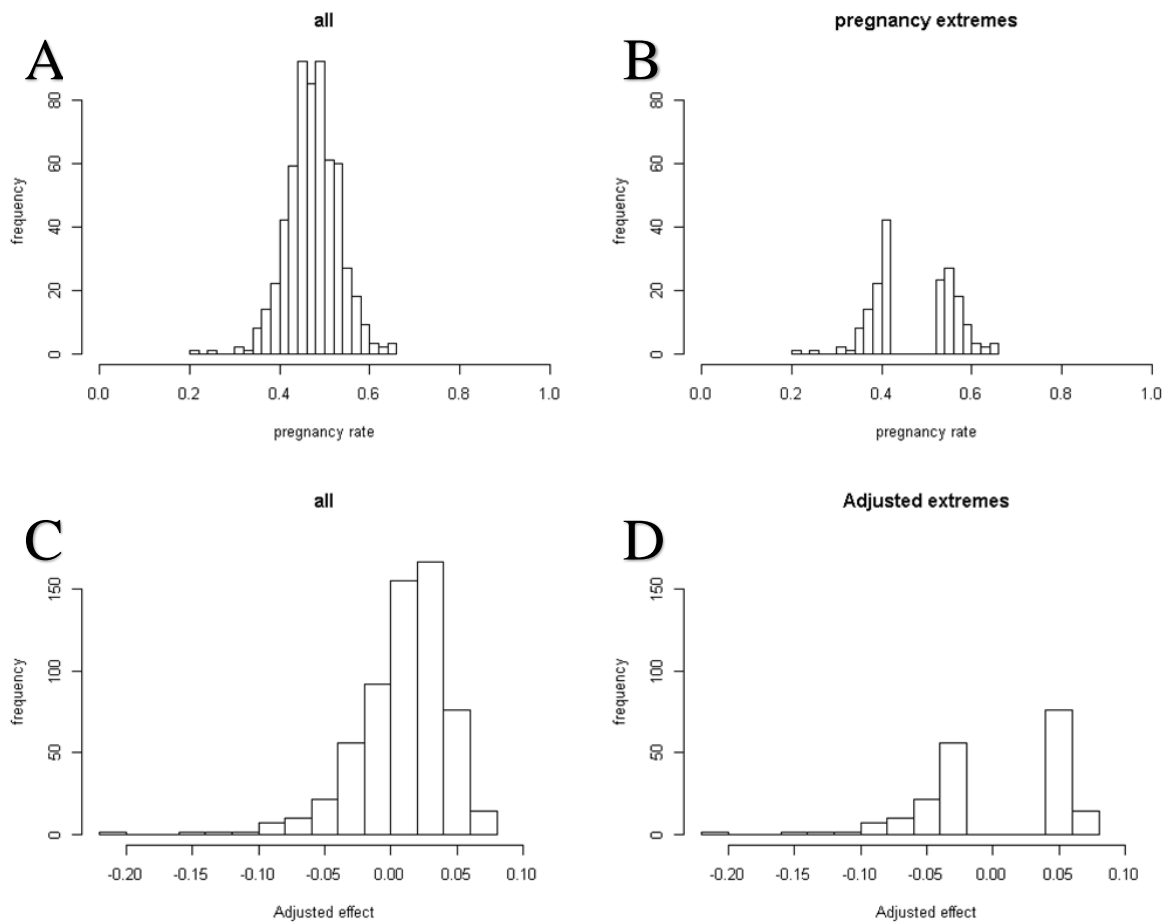 all
A
frequency
0 20 40 60 80
0.0 0.2 0.4 0.6 0.8 1.0
pregnancy rate
pregnancy extremes
B
frequency
0 20 40 60 80
0.0 0.2 0.4 0.6 0.8 1.0
pregnancy rate
all
C
frequency
0 50 100 150
-0.20 -0.15 -0.10 -0.05 0.00 0.05 0.10
Adjusted effect
Adjusted extremes
D
frequency
0 50 100 150
-0.20 -0.15 -0.10 -0.05 0.00 0.05 0.10
Adjusted effect